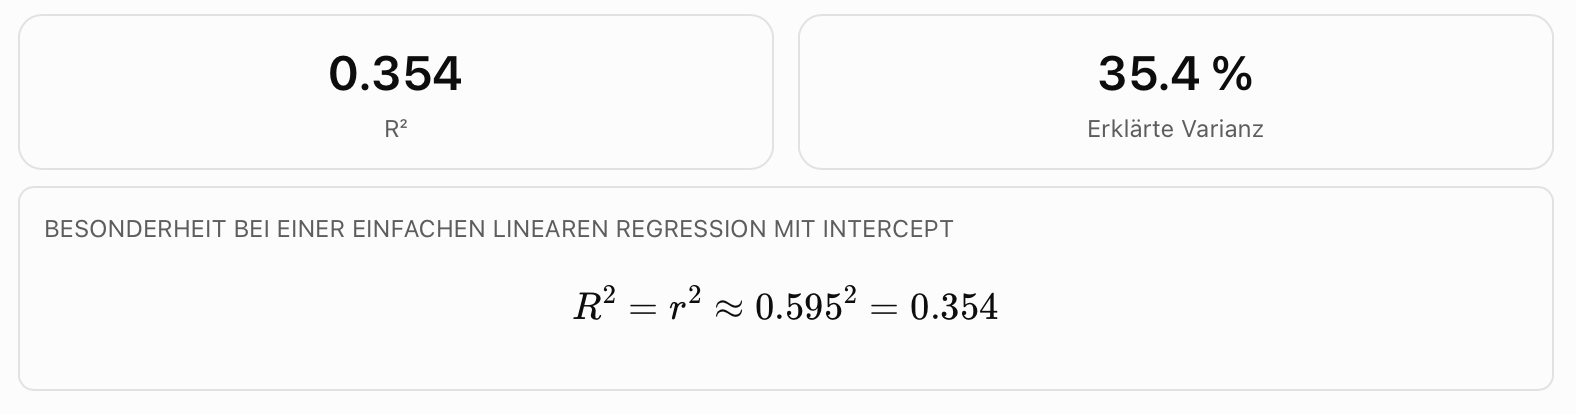 0.354
R²
35.4 %
Erklärte Varianz
BESONDERHEIT BEI EINER EINFACHEN LINEAREN REGRESSION MIT INTERCEPT
R² = r² ≈ 0.595² = 0.354